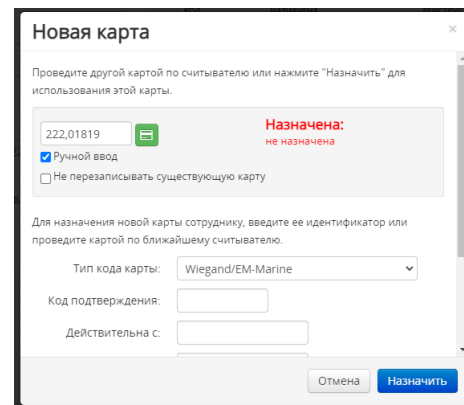 Новая карта
Проведите другой картой по считывателю или нажмите "Назначить" для
использования этой карты.
222,01819
Назначена:
не назначена
Ручной ввод
Не перезаписывать существующую карту
Для назначения новой карты сотруднику, введите ее идентификатор или
проведите картой по ближайшему считывателю.
Тип кода карты: Wiegand/EM-Marine
Код подтверждения:
Действительна с:
Отмена Назначить